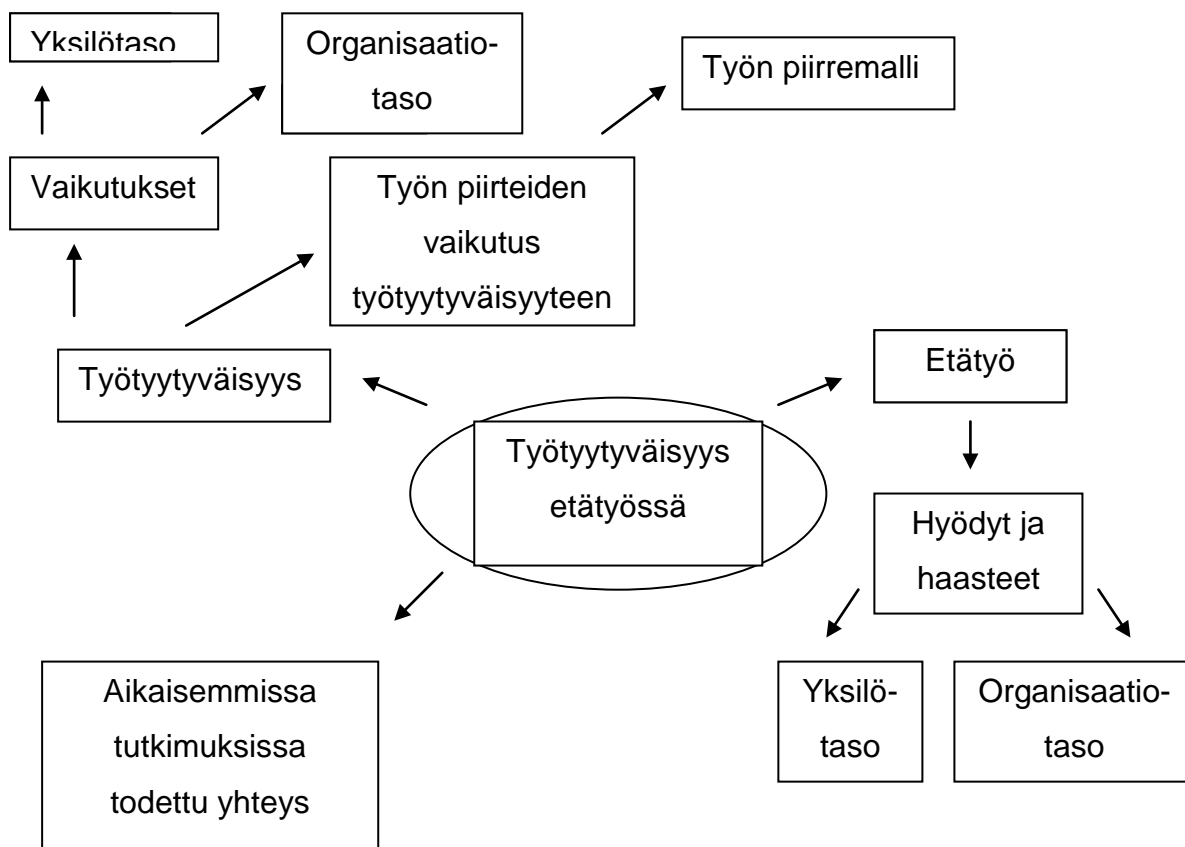 Yksilötaso
Organisaatio-
taso
Työn piirremalli
Vaikutukset
Työn piirteiden
vaikutus
työtyytyväisyyteen
Työtyytyväisyys
Etätyö
Työtyytyväisyys
etätyössä
Hyödyt ja
haasteet
Yksilö-
taso
Organisaatio-
taso
Aikaisemmissa
tutkimuksissa
todettu yhteys